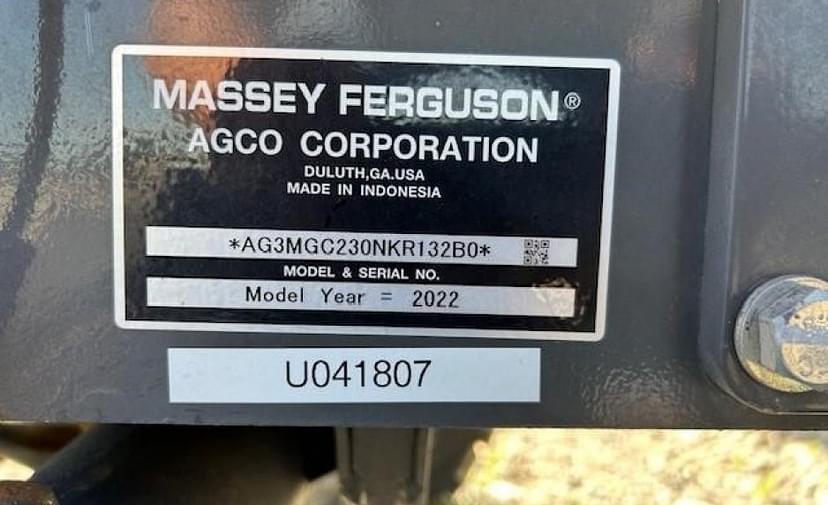 MASSEY FERGUSON®
AGCO CORPORATION
DULUTH,GA.USA
MADE IN INDONESIA
*AG3MGC230NKR132B0*
MODEL & SERIAL NO.
Model Year = 2022
U041807